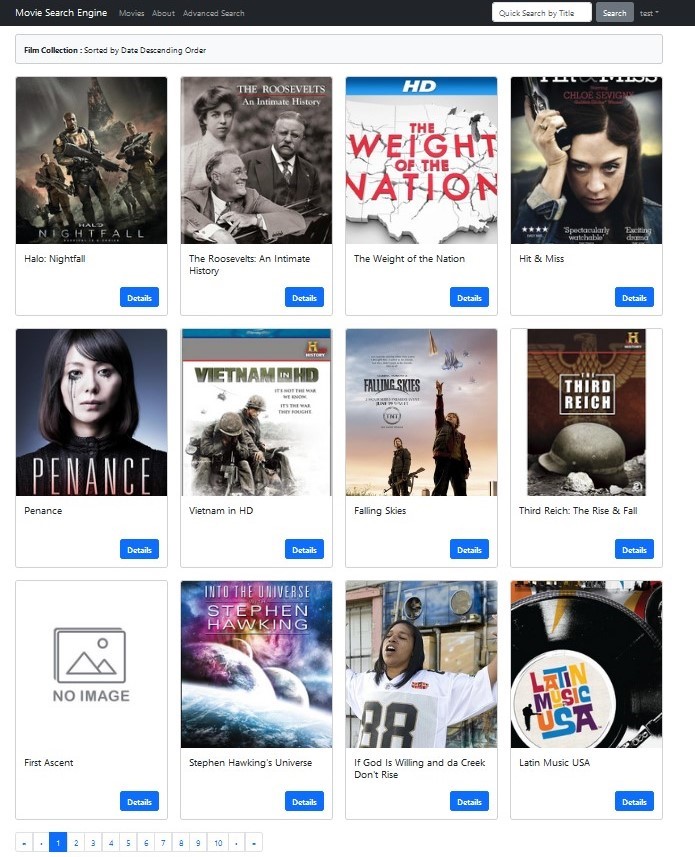 Movie Search Engine Movies About Advanced Search Quick Search by Title Search test
Film Collection : Sorted by Date Descending Order
HALO
NIGHTFALL
Halo: Nightfall
Details
THE ROOSEVELTS
An Intimate History
The Roosevelts: An Intimate
History
Details
HD
THE
WEIGHT
OF THE
NATION
The Weight of the Nation
Details
HIT & MISS
Starring
CHLOË SEVIGNY
★★★★
'Spectacularly
watchable'
'Exciting
drama
Hit & Miss
Details
PENANCE
Penance
Details
H
HISTORY
VIETNAM IN HD
IT'S NOT THE WAR
WE KNOW.
IT'S THE WAR
THEY FOUGHT.
Vietnam in HD
Details
FALLING SKIES
TNT
Falling Skies
Details
H
HISTORY
THE
THIRD
REICH
Third Reich: The Rise & Fall
Details
NO IMAGE
First Ascent
Details
INTO THE UNIVERSE
WITH
STEPHEN
HAWKING
Stephen Hawking's Universe
Details
88
If God Is Willing and da Creek
Don't Rise
Details
LATIN
MUSIC
USA
Latin Music USA
Details
« ‹ 1 2 3 4 5 6 7 8 9 10 › »